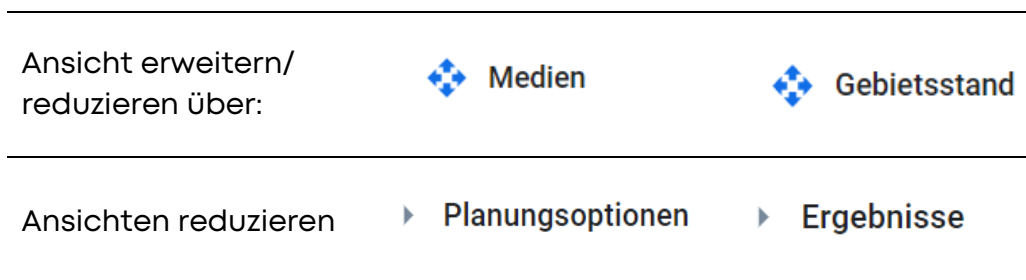 Ansicht erweitern/
reduzieren über:
Medien
Gebietsstand
Ansichten reduzieren
Planungsoptionen
Ergebnisse